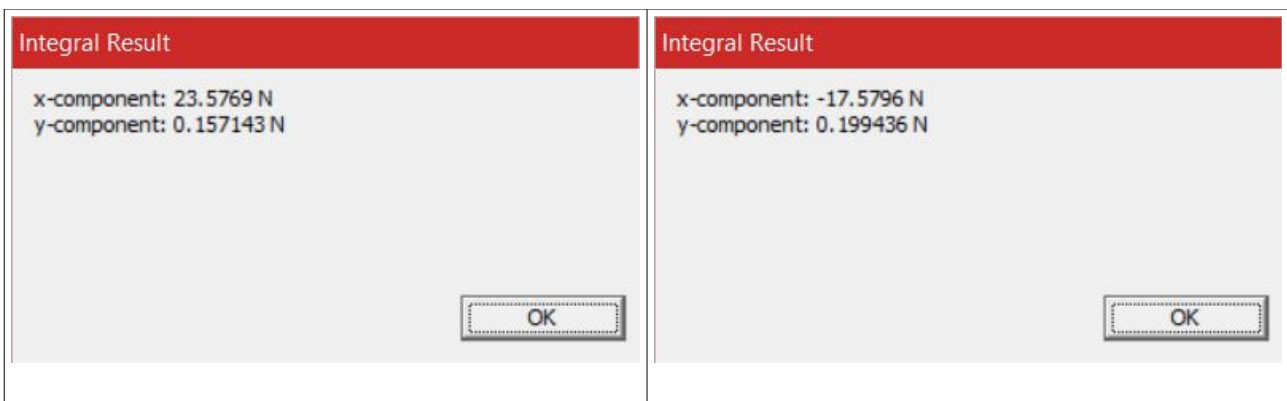 Integral Result
x-component: 23.5769 N
y-component: 0.157143 N
OK
Integral Result
x-component: -17.5796 N
y-component: 0.199436 N
OK